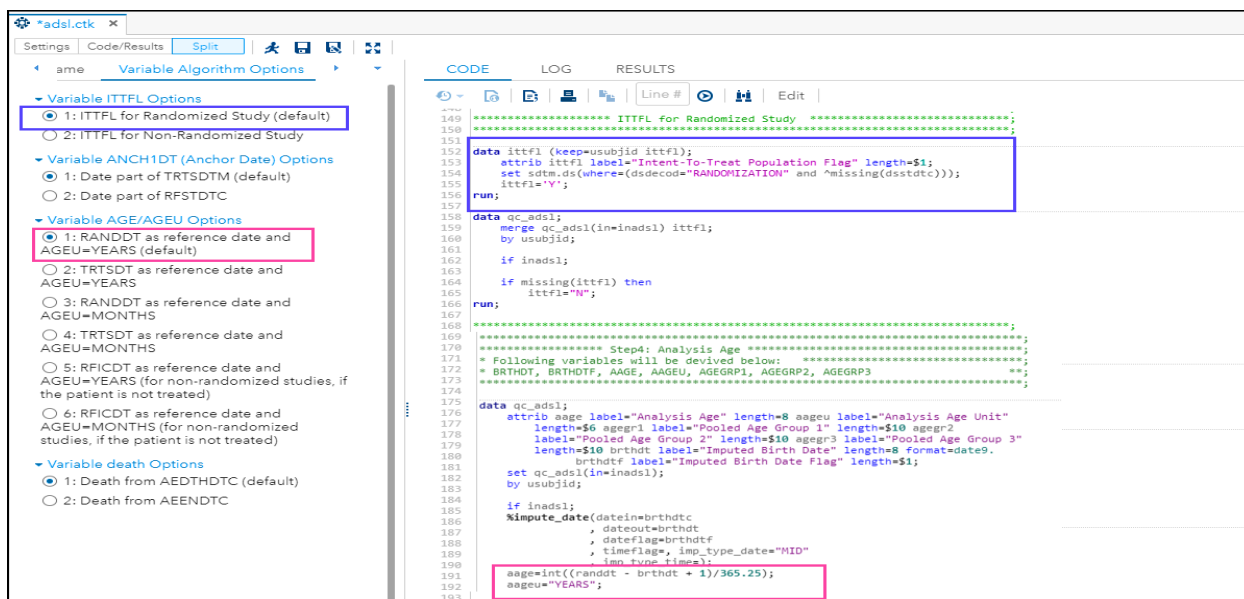 *adsl.ctk ×
Settings Code/Results Split
ame Variable Algorithm Options
Variable ITTFL Options
1: ITTFL for Randomized Study (default)
2: ITTFL for Non-Randomized Study
Variable ANCH1DT (Anchor Date) Options
1: Date part of TRTSDTM (default)
2: Date part of RFSTDTC
Variable AGE/AGEU Options
1: RANDDT as reference date and
AGEU=YEARS (default)
2: TRTSDT as reference date and
AGEU=YEARS
3: RANDDT as reference date and
AGEU=MONTHS
4: TRTSDT as reference date and
AGEU=MONTHS
5: RFICDT as reference date and
AGEU=YEARS (for non-randomized studies, if
the patient is not treated)
6: RFICDT as reference date and
AGEU=MONTHS (for non-randomized
studies, if the patient is not treated)
Variable death Options
1: Death from AEDTHDTC (default)
2: Death from AEENDTC
CODE LOG RESULTS
Line # Edit
148
149 ******************** ITTFL for Randomized Study ******************************;
150 *******************************************************************************;
151
152 data ittfl (keep=usubjid ittfl);
153 attrib ittfl label="Intent-To-Treat Population Flag" length=$1;
154 set sdtm.ds(where=(dsdecod="RANDOMIZATION" and ^missing(dsstdtc)));
155 ittfl='Y';
156 run;
157
158 data qc_adsl;
159 merge qc_adsl(in=inadsl) ittfl;
160 by usubjid;
161
162 if inadsl;
163
164 if missing(ittfl) then
165 ittfl="N";
166 run;
167
168 *******************************************************************************;
169 ********************************************************************************;
170 ****************** Step4: Analysis Age *****************************************;
171 * Following variables will be devived below: ********************************;
172 * BRTHDT, BRTHDTF, AAGE, AAGEU, AGEGRP1, AGEGRP2, AGEGRP3 **;
173 ********************************************************************************;
174
175 data qc_adsl;
176 attrib aage label="Analysis Age" length=8 aageu label="Analysis Age Unit"
177 length=$6 agegr1 label="Pooled Age Group 1" length=$10 agegr2
178 label="Pooled Age Group 2" length=$10 agegr3 label="Pooled Age Group 3"
179 length=$10 brthdt label="Imputed Birth Date" length=8 format=date9.
180 brthdtf label="Imputed Birth Date Flag" length=$1;
181 set qc_adsl(in=inadsl);
182 by usubjid;
183
184
185 if inadsl;
186 %impute_date(datein=brthdtc
187 , dateout=brthdt
188 , dateflag=brthdtf
189 , timeflag=, imp_type_date="MID"
190 , imp_type_time=);
191 aage=int((randdt - brthdt + 1)/365.25);
192 aageu="YEARS";
193